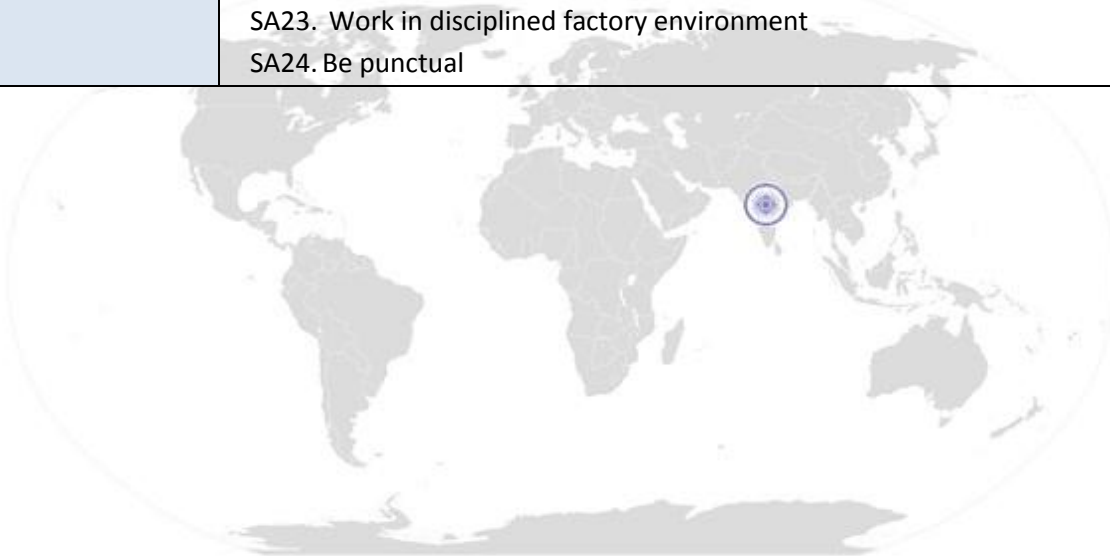 SA23. Work in disciplined factory environment
SA24. Be punctual